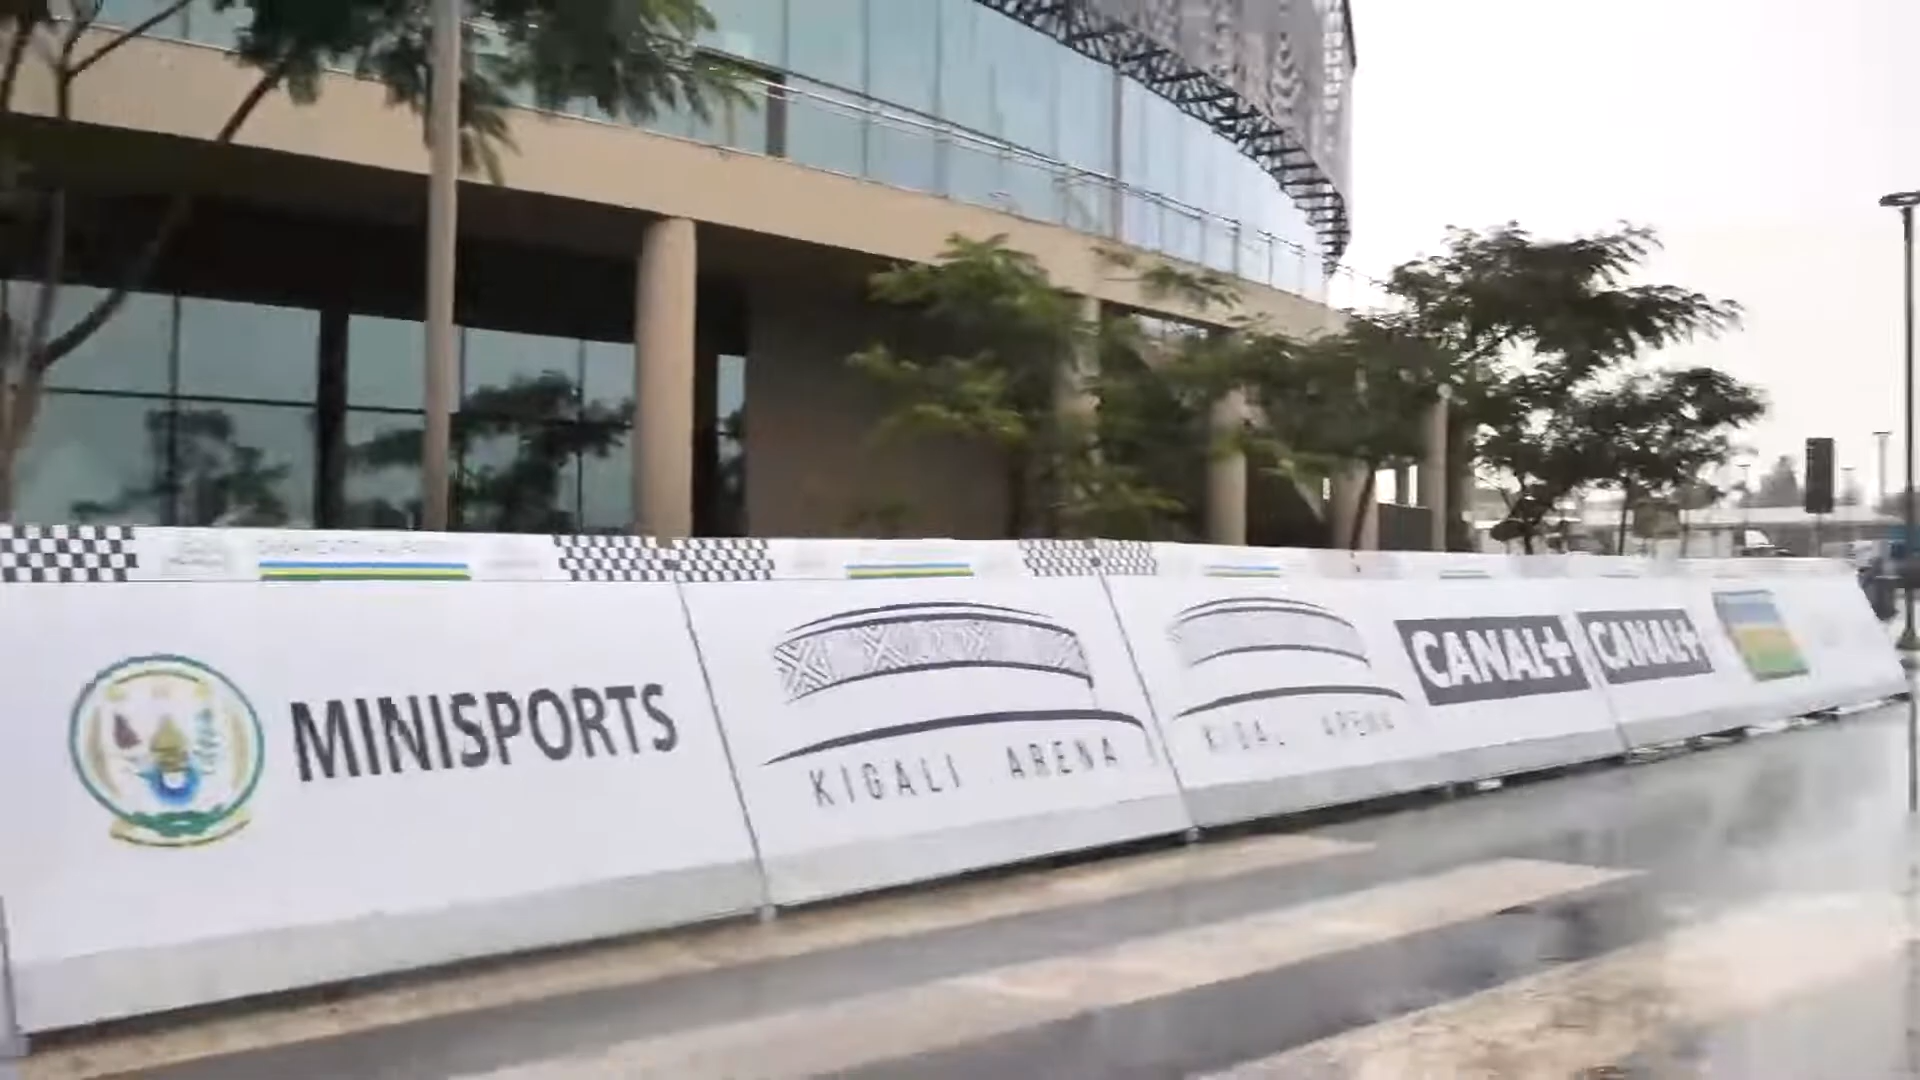 MINISPORTS
KIGALI ARENA
KIGALI ARENA
CANAL+
CANAL+